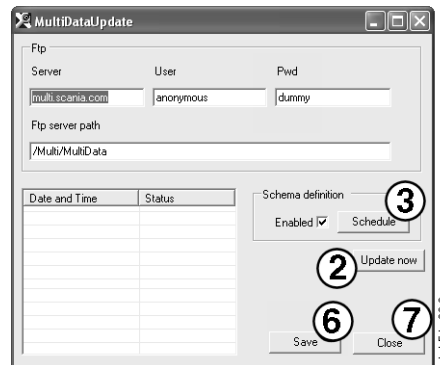 MultiDataUpdate
Ftp
Server User Pwd
multi.scania.com anonymous dummy
Ftp server path
/Multi/MultiData
Date and Time Status
Schema definition
3
Enabled Schedule
2 Update now
6 7
Save Close